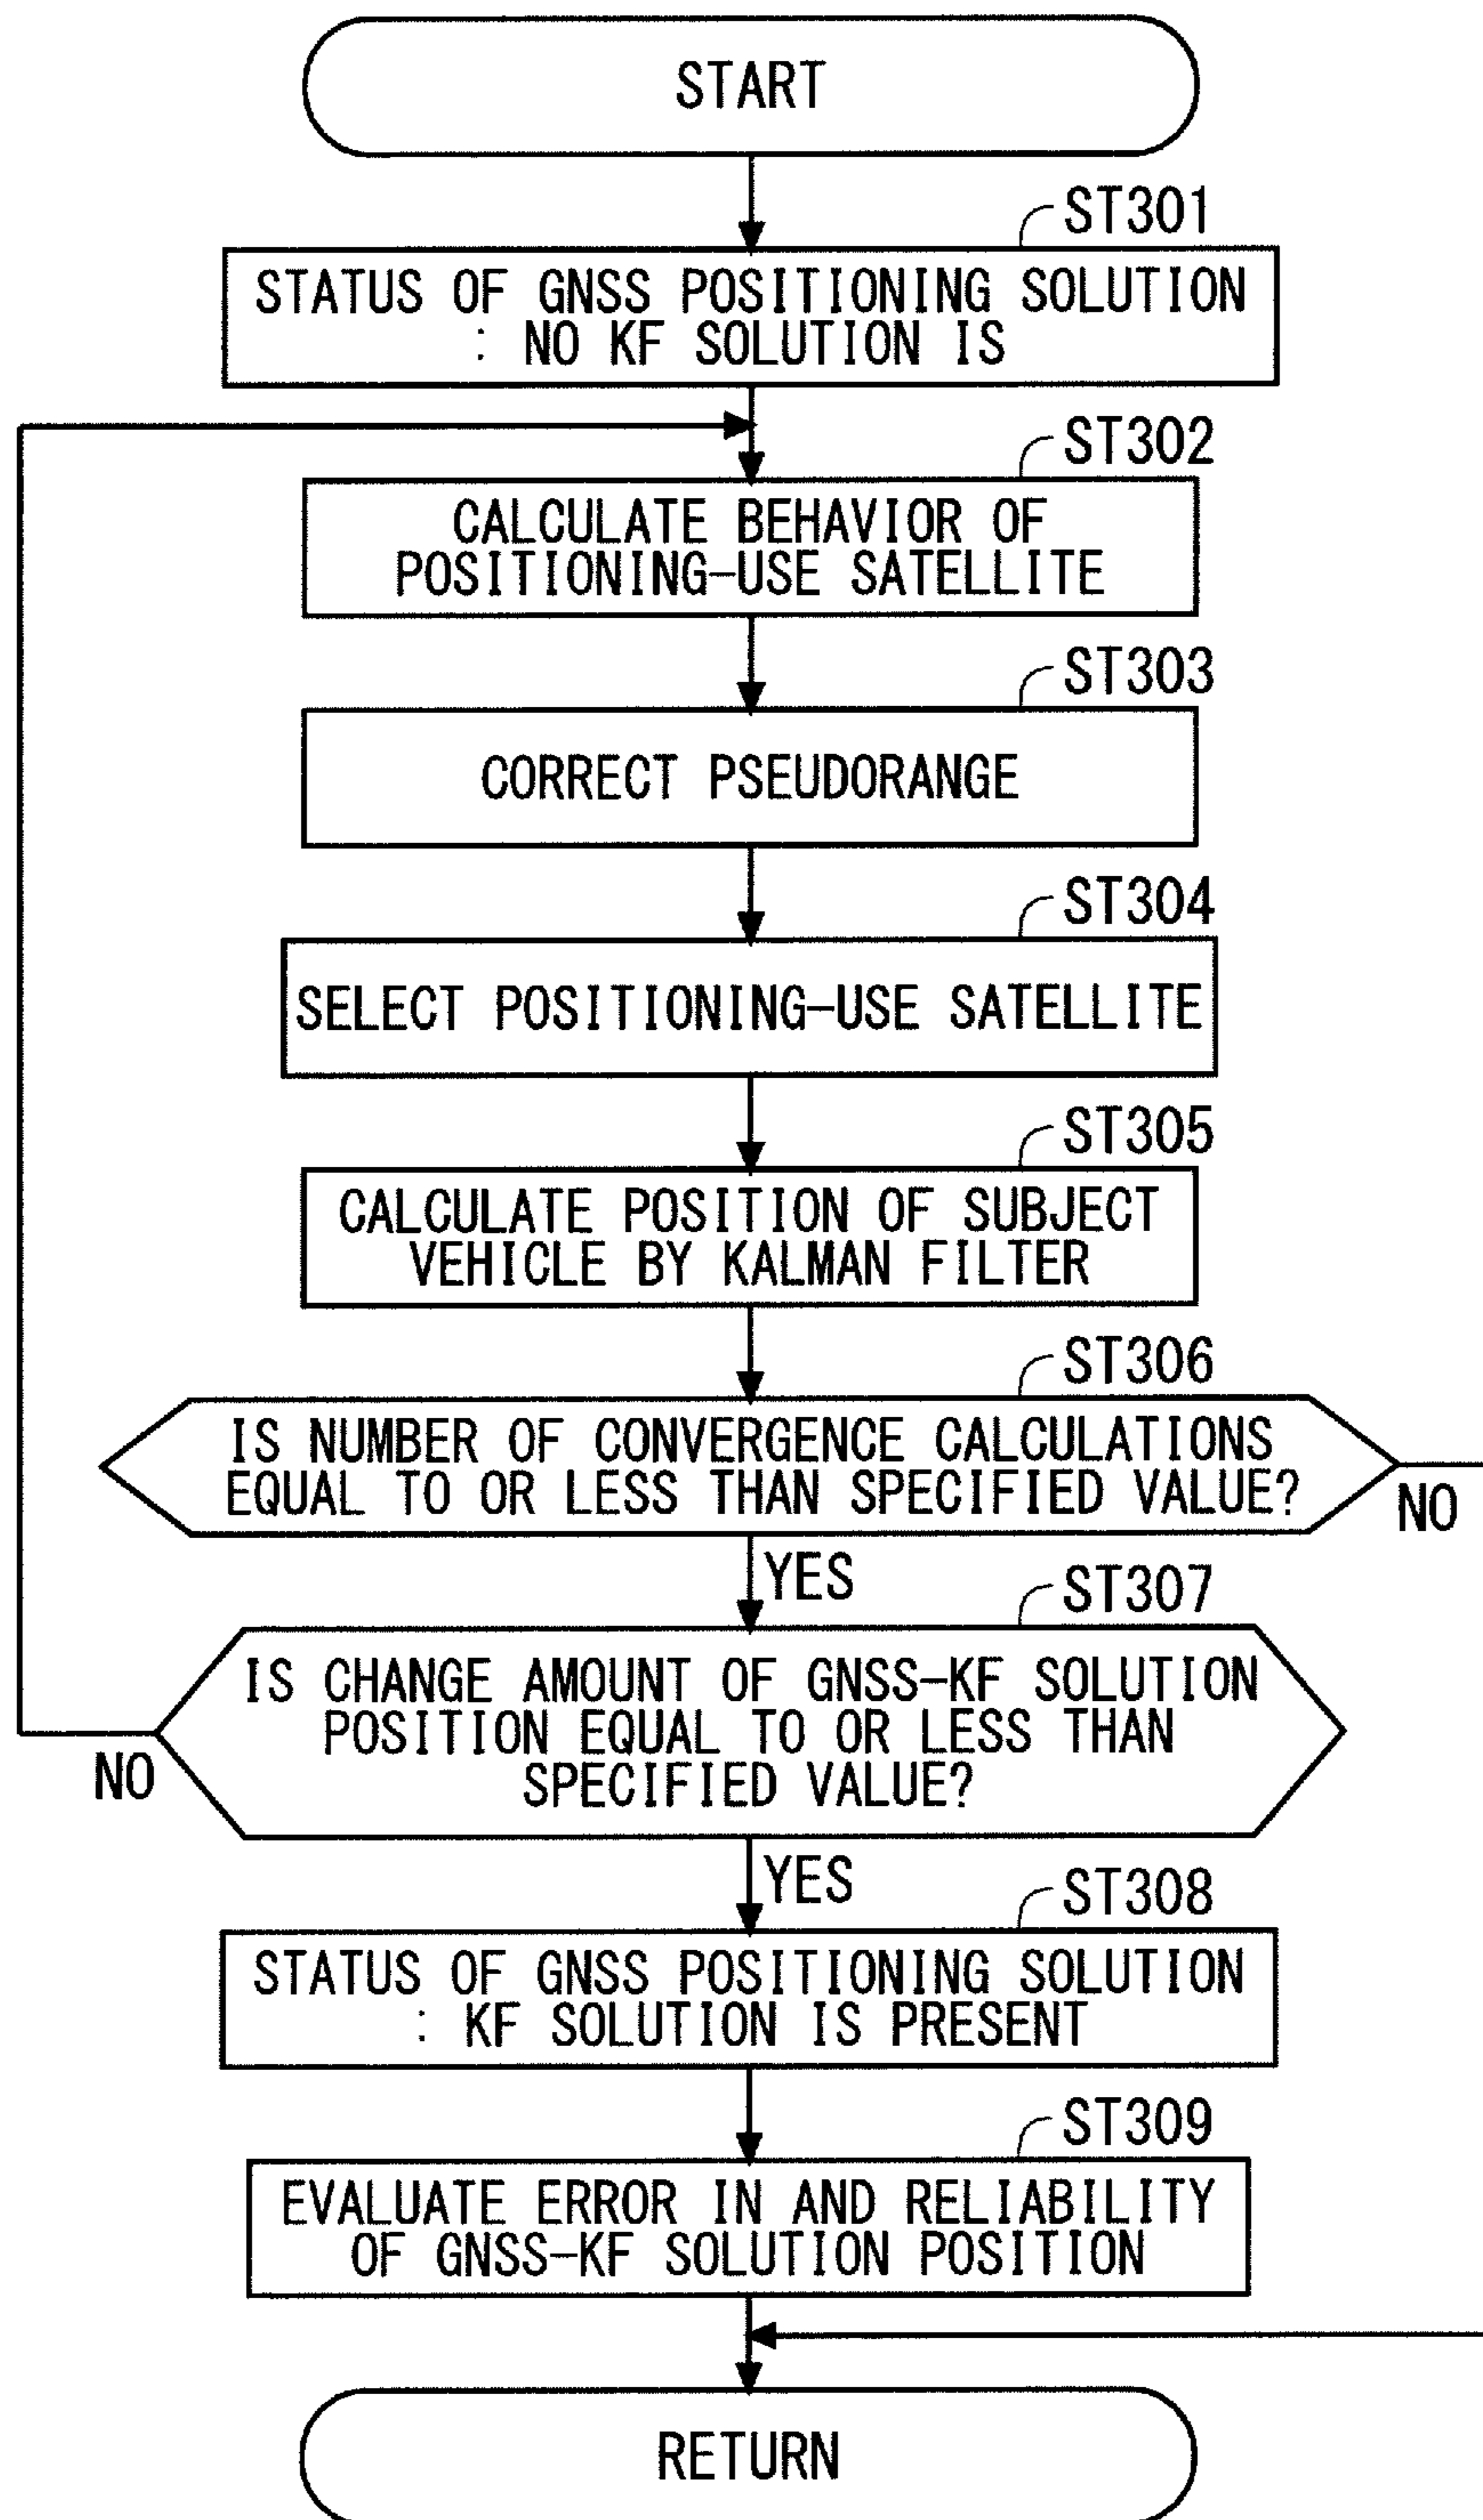 START
ST301
STATUS OF GNSS POSITIONING SOLUTION
: NO KF SOLUTION IS
ST302
CALCULATE BEHAVIOR OF
POSITIONING-USE SATELLITE
ST303
CORRECT PSEUDORANGE
ST304
SELECT POSITIONING-USE SATELLITE
ST305
CALCULATE POSITION OF SUBJECT
VEHICLE BY KALMAN FILTER
ST306
IS NUMBER OF CONVERGENCE CALCULATIONS
EQUAL TO OR LESS THAN SPECIFIED VALUE?
NO
YES
ST307
IS CHANGE AMOUNT OF GNSS-KF SOLUTION
POSITION EQUAL TO OR LESS THAN
SPECIFIED VALUE?
NO
YES
ST308
STATUS OF GNSS POSITIONING SOLUTION
: KF SOLUTION IS PRESENT
ST309
EVALUATE ERROR IN AND RELIABILITY
OF GNSS-KF SOLUTION POSITION
RETURN